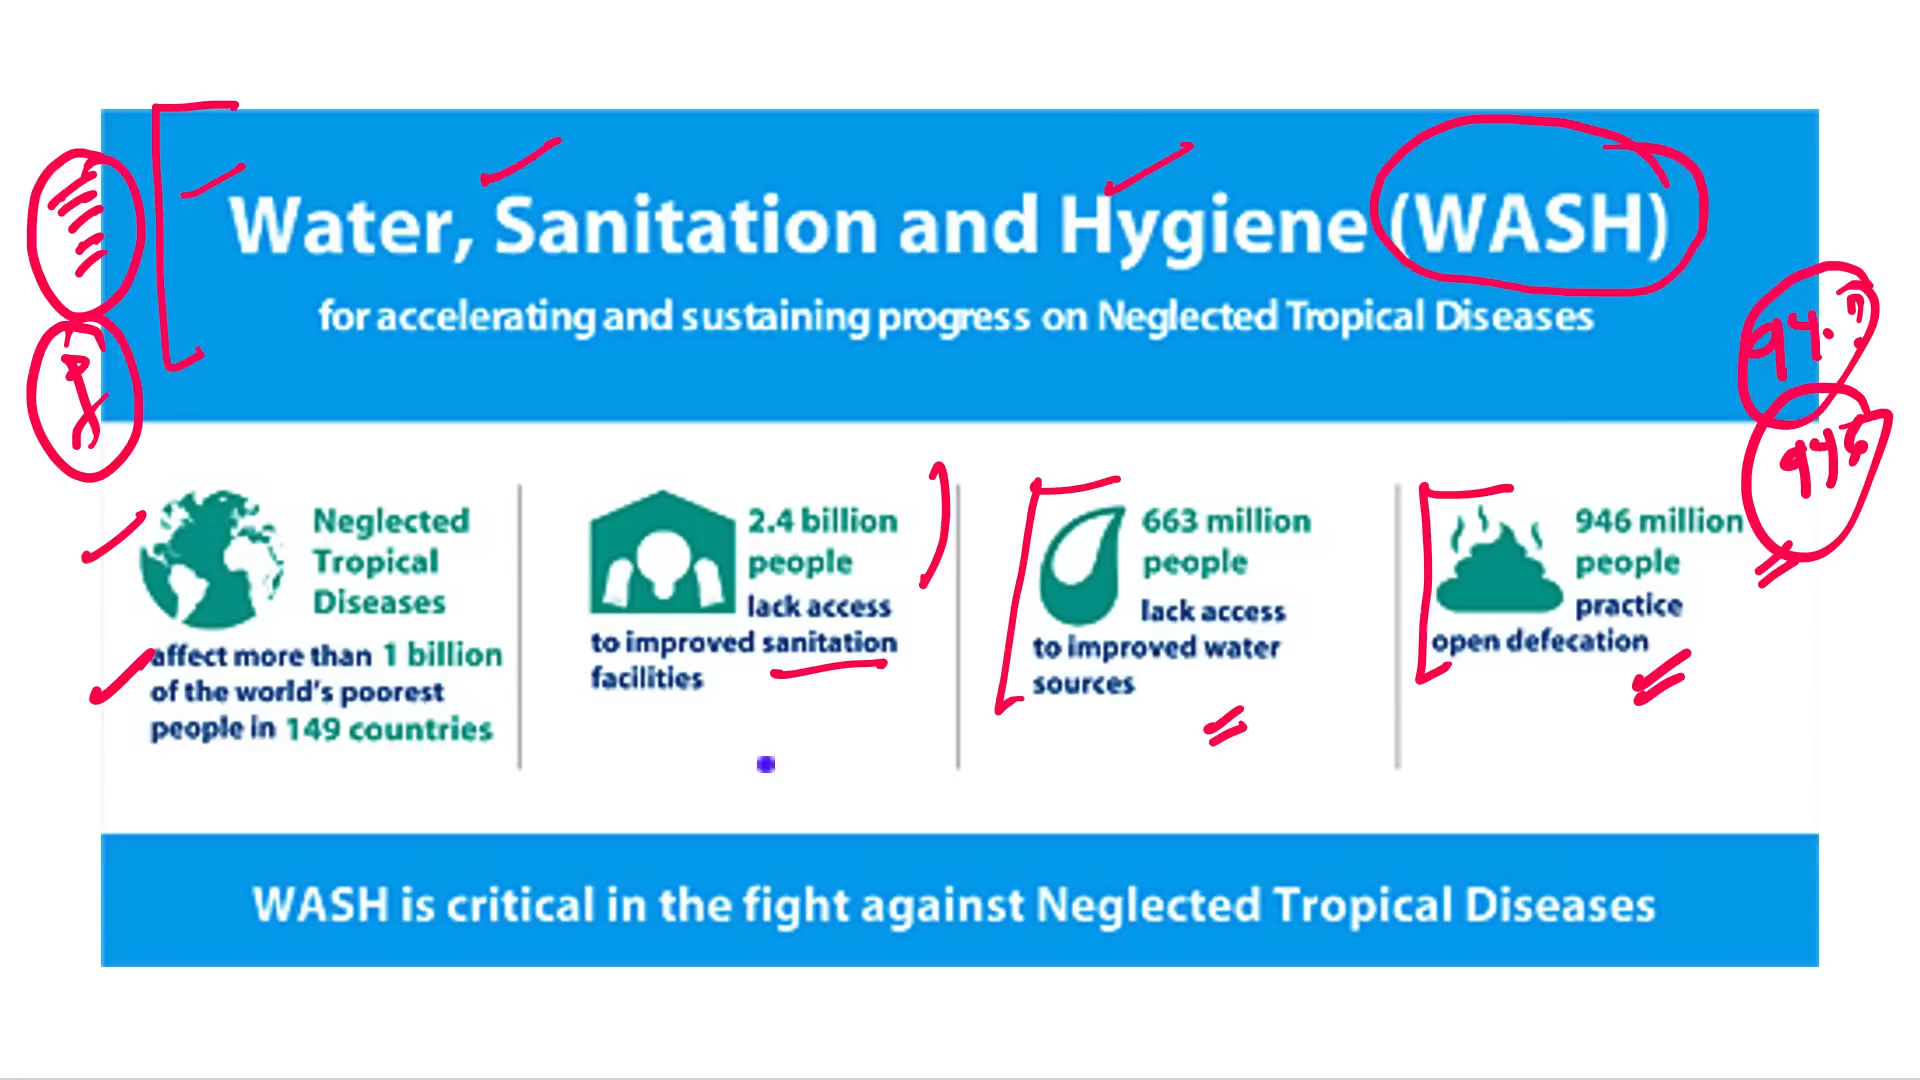 Water, Sanitation and Hygiene (WASH)
for accelerating and sustaining progress on Neglected Tropical Diseases
Neglected
Tropical
Diseases
affect more than 1 billion
of the world's poorest
people in 149 countries
2.4 billion
people
lack access
to improved sanitation
facilities
663 million
people
lack access
to improved water
sources
946 million
people
practice
open defecation
946
WASH is critical in the fight against Neglected Tropical Diseases